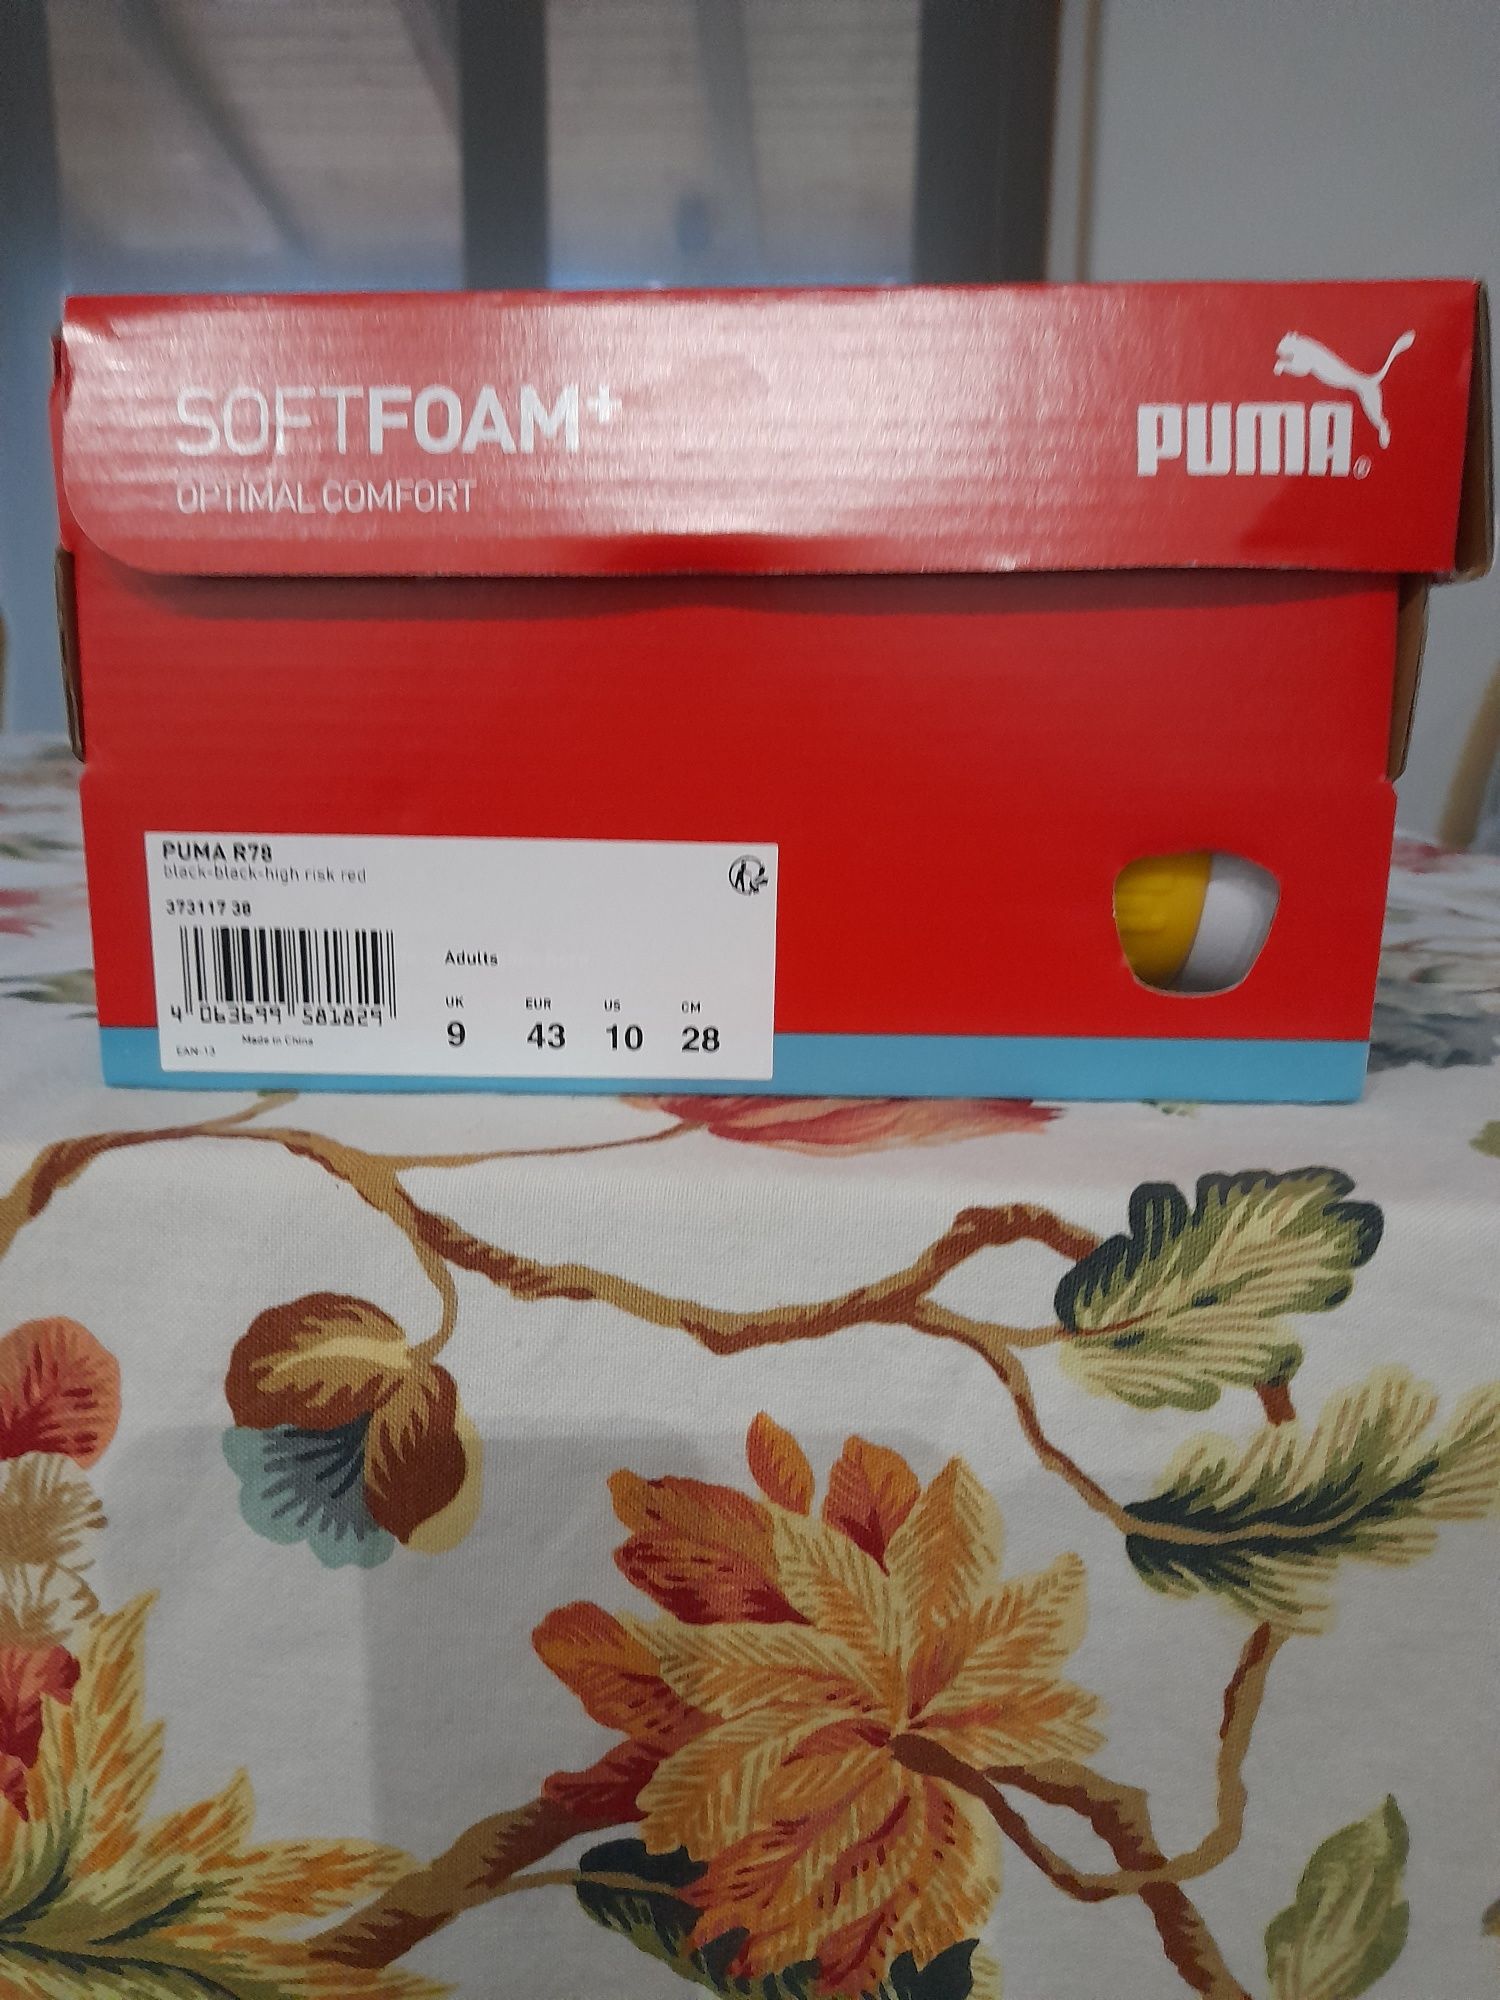 SOFTFOAM+
OPTIMAL COMFORT
PUMA®
PUMA R78
black-black-high risk red
373117 38
4 063699 581829
EAN-13
Made in China
Adults
UK EUR US CM
9 43 10 28